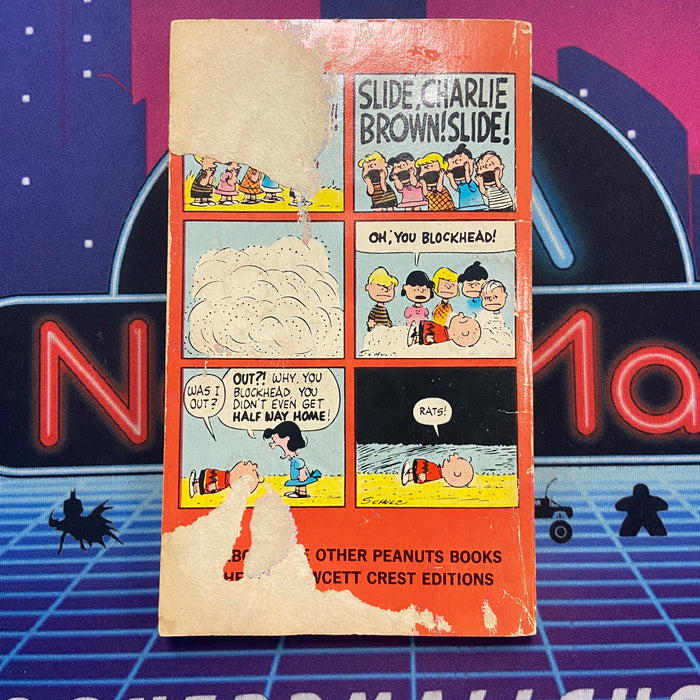 SLIDE, CHARLIE
BROWN! SLIDE!
OH, YOU BLOCKHEAD!
WAS I
OUT?
OUT?! WHY, YOU
BLOCKHEAD, YOU
DIDN'T EVEN GET
HALF WAY HOME!
RATS!
SCHULZ
OTHER PEANUTS BOOKS
CREST EDITIONS
N
Ma